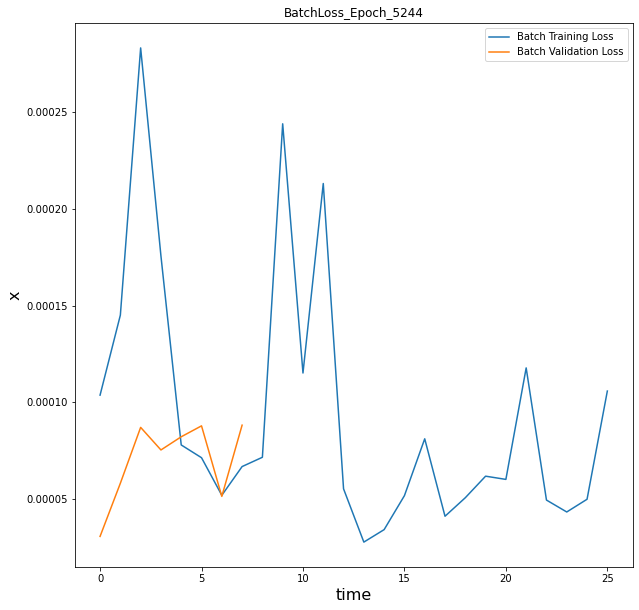 BatchLoss_Epoch_5244
Batch Training Loss
Batch Validation Loss
0.00025
0.00020
0.00015
0.00010
0.00005
x
0 5 10 15 20 25
time